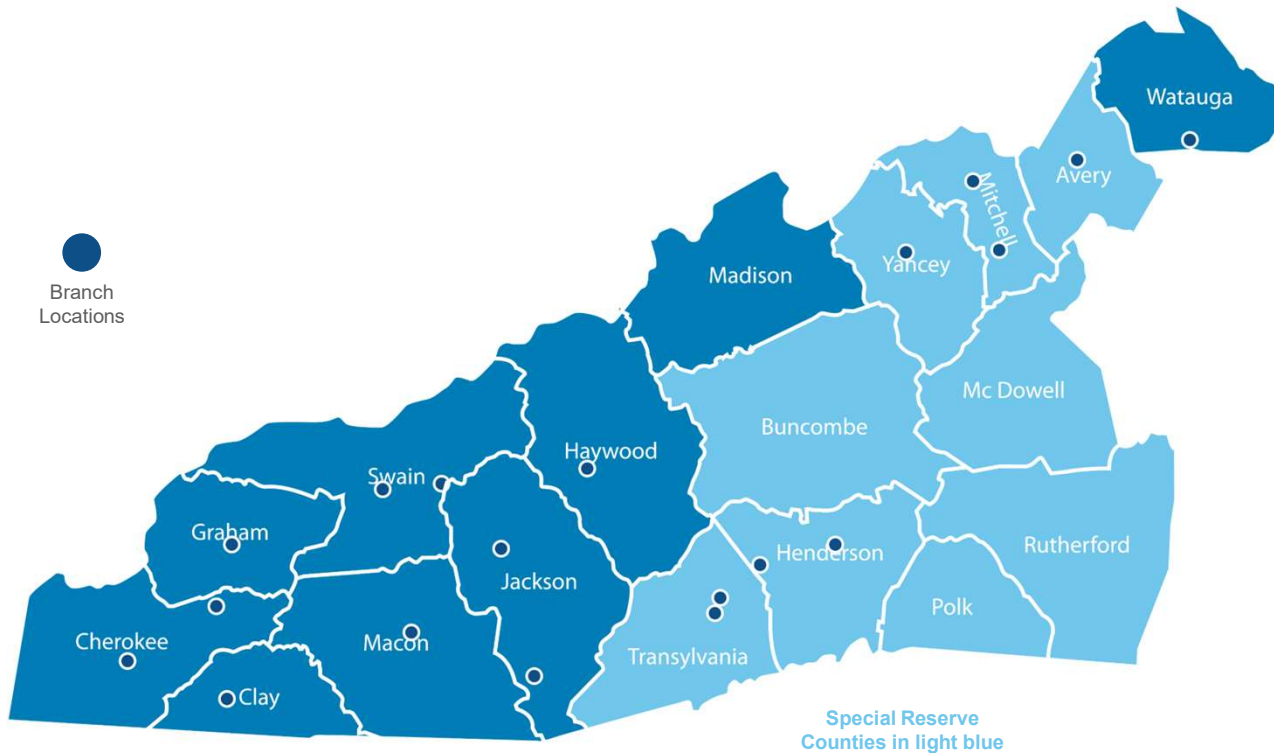 Watauga
Avery
Mitchell
Yancey
Madison
Branch
Locations
Mc Dowell
Buncombe
Haywood
Swain
Graham
Rutherford
Henderson
Jackson
Polk
Cherokee
Macon
Transylvania
Clay
Special Reserve
Counties in light blue